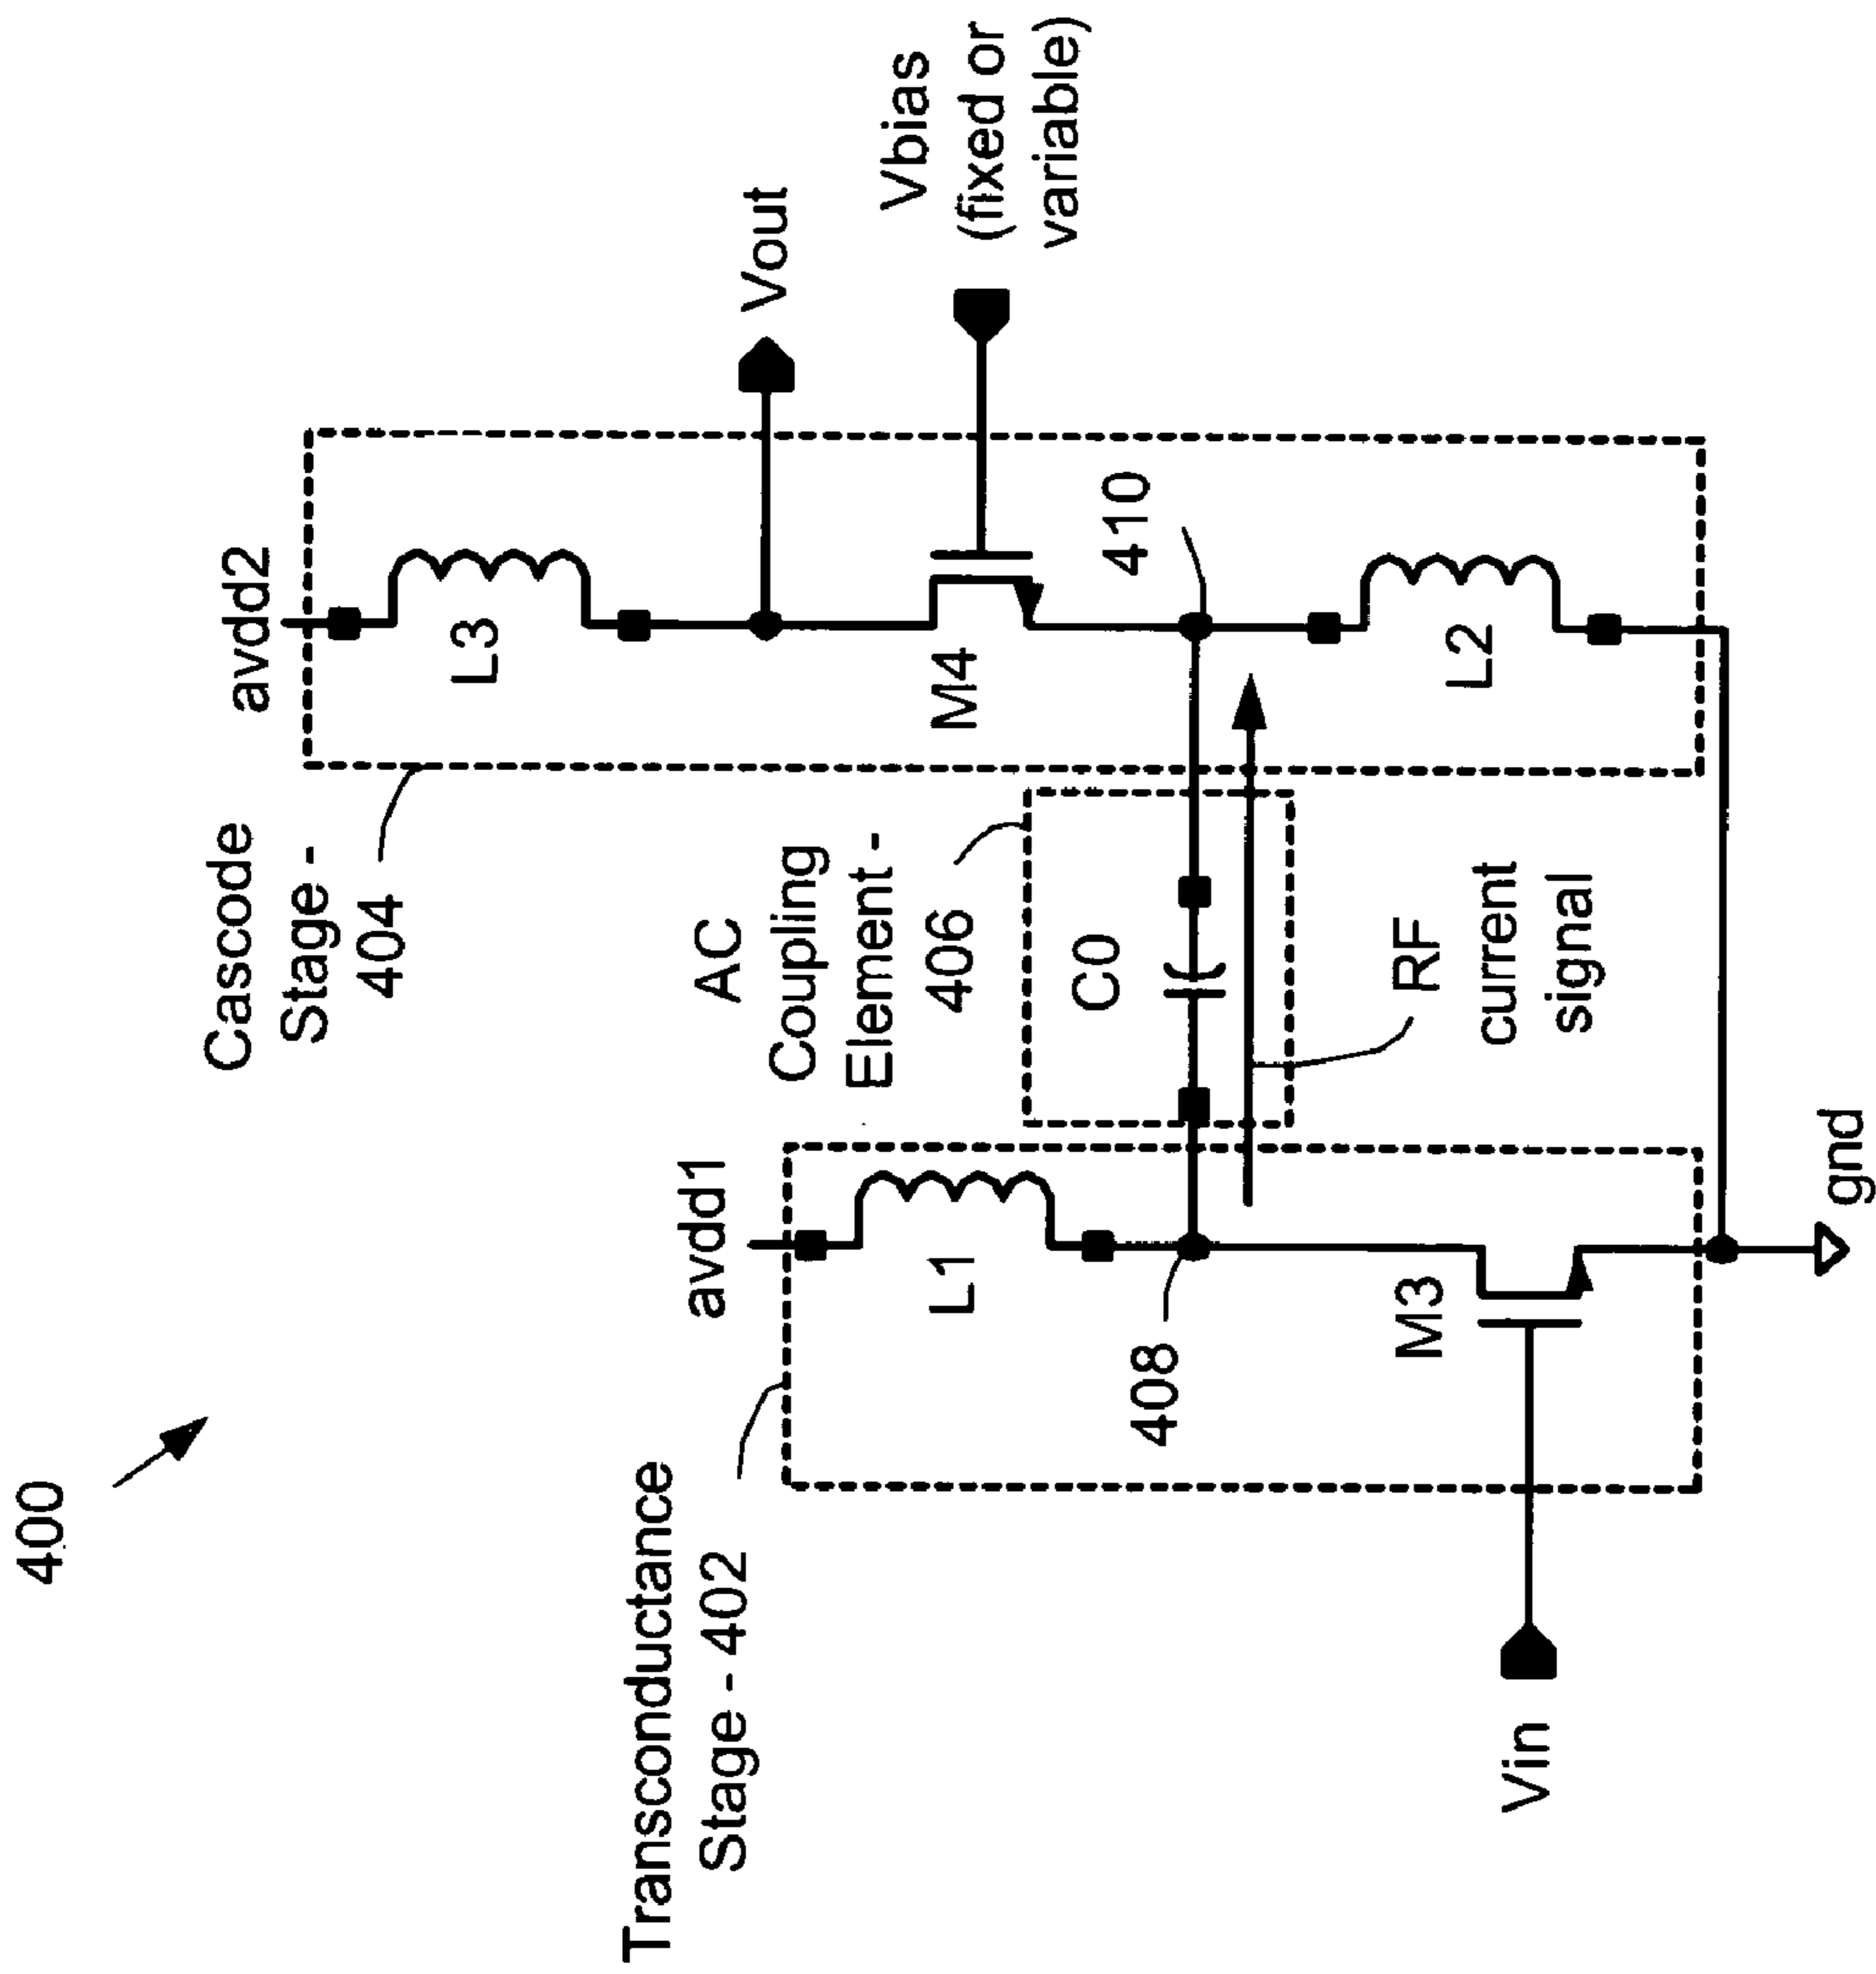 400
Transconductance
Stage - 402
Cascode
Stage -
404
AC
Coupling
Element -
406
avdd1
avdd2
L1
L3
C0
408
M3
M4
410
L2
Vin
Vout
Vbias
(fixed or
variable)
RF
current
signal
gnd